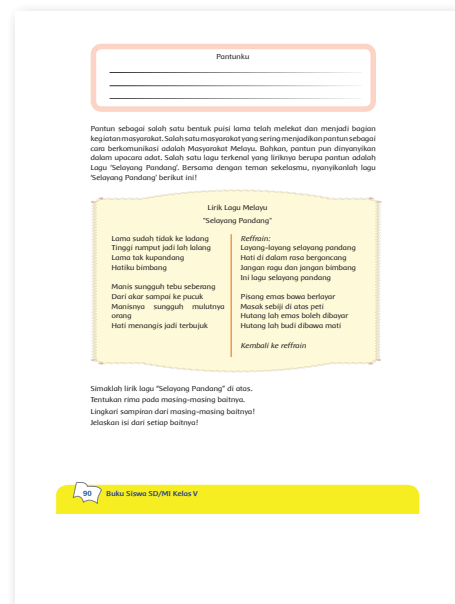 Pantunku
Pantun sebagai salah satu bentuk puisi lama telah melekat dan menjadi bagian
kegiatan masyarakat. Salah satu masyarakat yang sering menjadikan pantun sebagai
cara berkomunikasi adalah Masyarakat Melayu. Bahkan, pantun pun dinyanyikan
dalam upacara adat. Salah satu lagu terkenal yang liriknya berupa pantun adalah
Lagu ‘Selayang Pandang’. Bersama dengan teman sekelasmu, nyanyikanlah lagu
‘Selayang Pandang’ berikut ini!
Lirik Lagu Melayu
“Selayang Pandang”
Lama sudah tidak ke ladang
Tinggi rumput jadi lah lalang
Lama tak kupandang
Hatiku bimbang
Manis sungguh tebu seberang
Dari akar sampai ke pucuk
Manisnya sungguh mulutnya
orang
Hati menangis jadi terbujuk
Reffrain:
Layang-layang selayang pandang
Hati di dalam rasa bergoncang
Jangan ragu dan jangan bimbang
Ini lagu selayang pandang
Pisang emas bawa berlayar
Masak sebiji di atas peti
Hutang lah emas boleh dibayar
Hutang lah budi dibawa mati
Kembali ke reffrain
Simaklah lirik lagu “Selayang Pandang” di atas.
Tentukan rima pada masing-masing baitnya.
Lingkari sampiran dari masing-masing baitnya!
Jelaskan isi dari setiap baitnya!
90 Buku Siswa SD/MI Kelas V